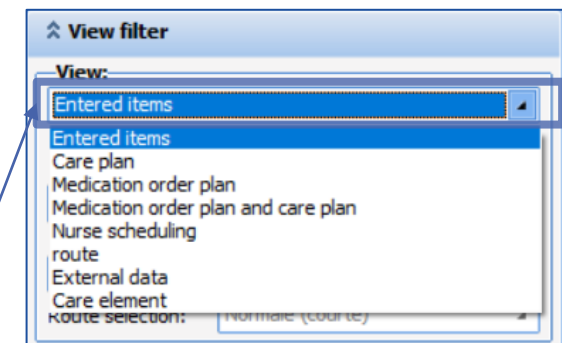 View filter
View:
Entered items
Entered items
Care plan
Medication order plan
Medication order plan and care plan
Nurse scheduling
route
External data
Care element
Route selection: Normale (courte)